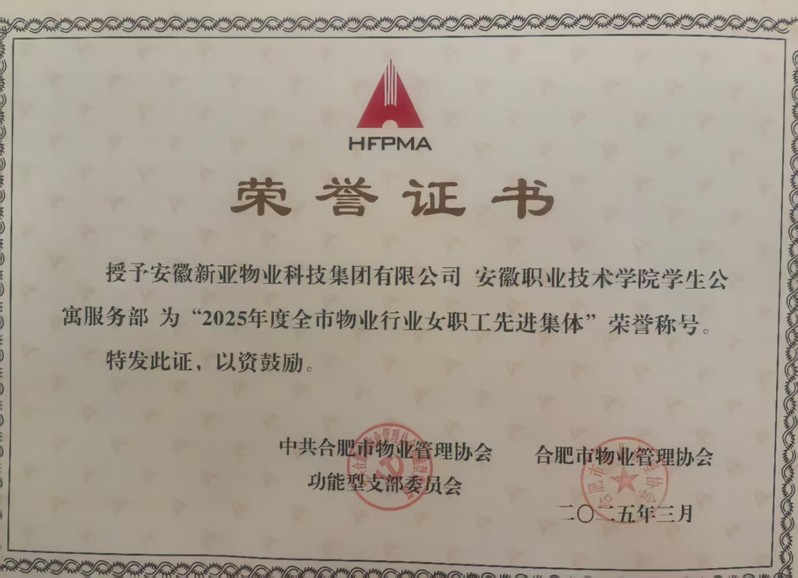 HFPMA
荣誉证书
授予安徽新亚物业科技集团有限公司 安徽职业技术学院学生公
寓服务部 为“2025年度全市物业行业女职工先进集体”荣誉称号。
特发此证，以资鼓励。
中共合肥市物业管理协会
功能型支部委员会
合肥市物业管理协会
二〇二五年三月